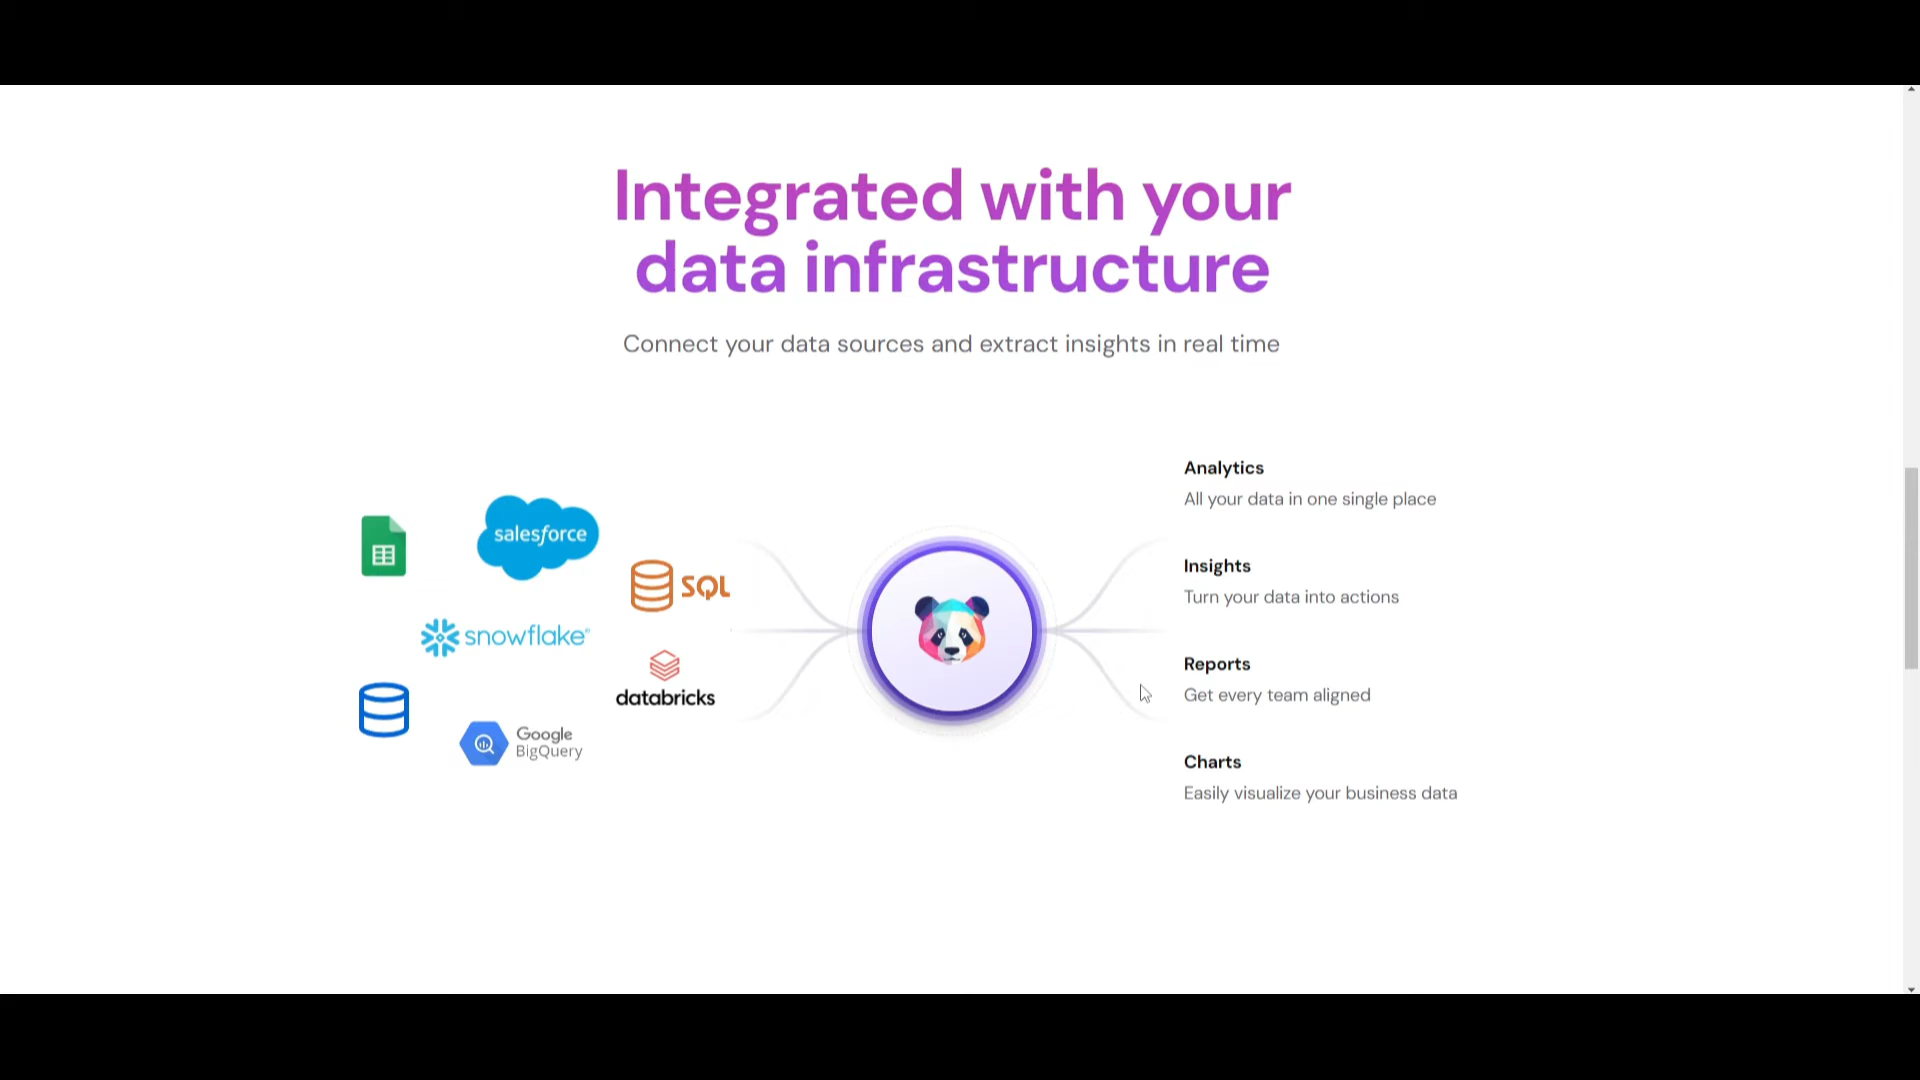 Integrated with your
data infrastructure
Connect your data sources and extract insights in real time
salesforce
SQL
snowflake®
databricks
Google
BigQuery
Analytics
All your data in one single place
Insights
Turn your data into actions
Reports
Get every team aligned
Charts
Easily visualize your business data